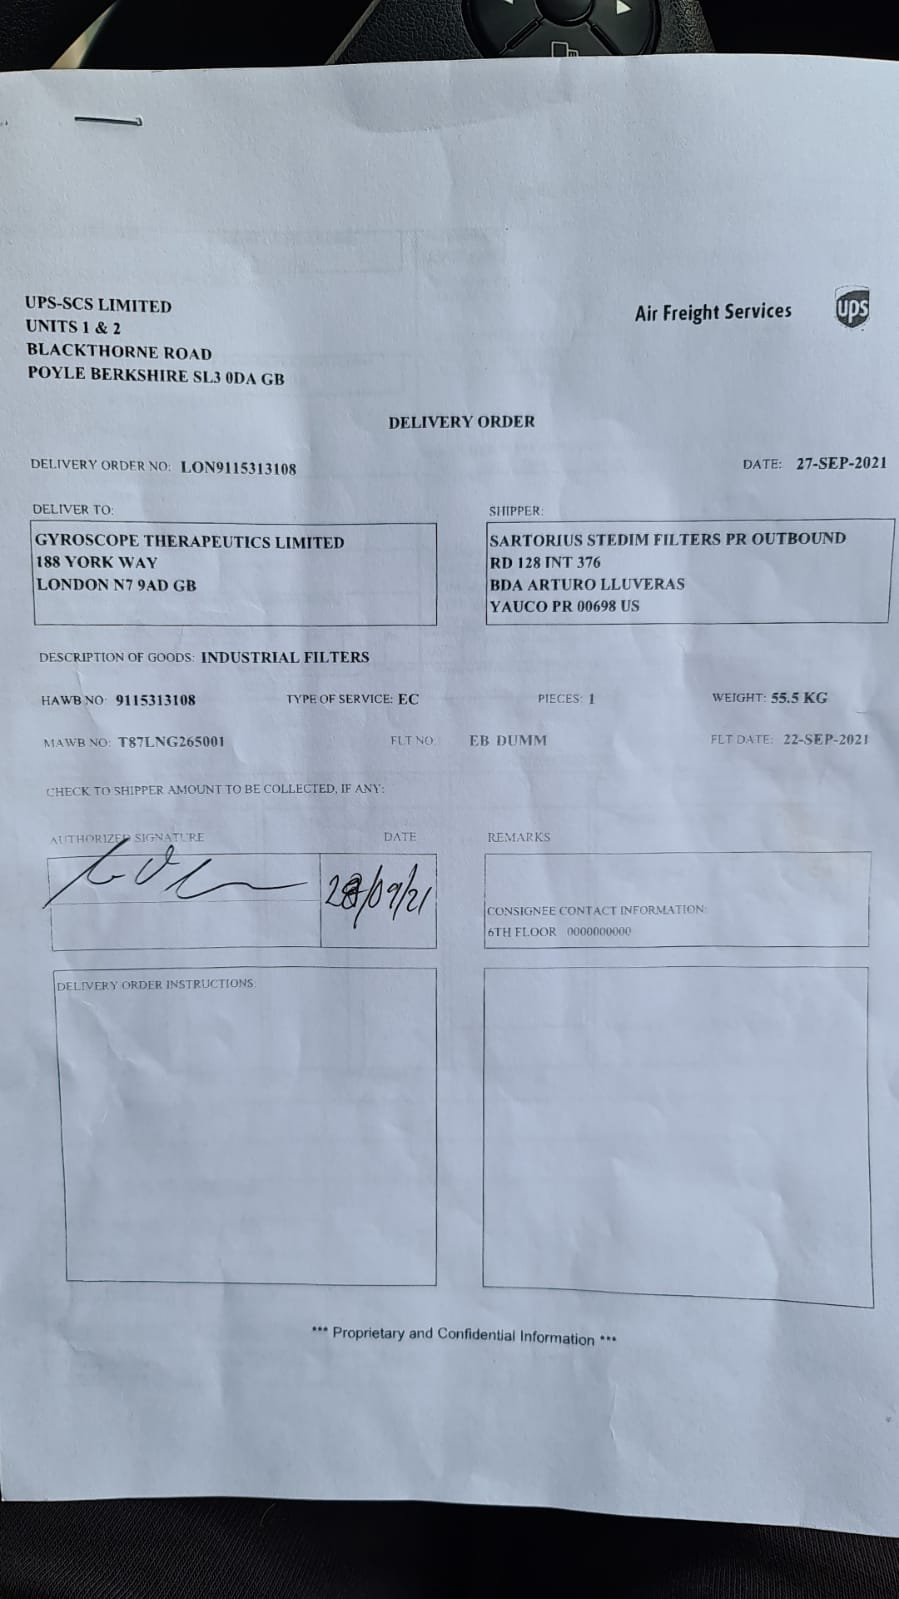 UPS-SCS LIMITED
UNITS 1 & 2
BLACKTHORNE ROAD
POYLE BERKSHIRE SL3 0DA GB
Air Freight Services
ups
DELIVERY ORDER
DELIVERY ORDER NO: LON9115313108
DATE: 27-SEP-2021
DELIVER TO:
GYROSCOPE THERAPEUTICS LIMITED
188 YORK WAY
LONDON N7 9AD GB
SHIPPER:
SARTORIUS STEDIM FILTERS PR OUTBOUND
RD 128 INT 376
BDA ARTURO LLUVERAS
YAUCO PR 00698 US
DESCRIPTION OF GOODS: INDUSTRIAL FILTERS
HAWB NO: 9115313108 TYPE OF SERVICE: EC PIECES: 1 WEIGHT: 55.5 KG
MAWB NO: T87LNG265001 FLT NO: EB DUMM FLT DATE: 22-SEP-2021
CHECK TO SHIPPER AMOUNT TO BE COLLECTED, IF ANY:
AUTHORIZED SIGNATURE DATE
28/09/21
REMARKS
CONSIGNEE CONTACT INFORMATION:
6TH FLOOR 0000000000
DELIVERY ORDER INSTRUCTIONS:
*** Proprietary and Confidential Information ***